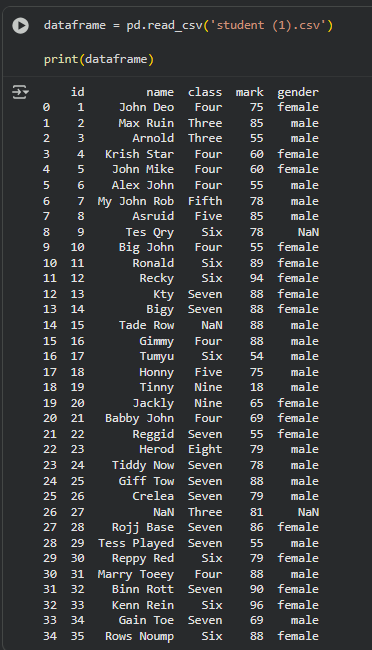 dataframe = pd.read_csv('student (1).csv')
print(dataframe)
id name class mark gender
0 1 John Deo Four 75 female
1 2 Max Ruin Three 85 male
2 3 Arnold Three 55 male
3 4 Krish Star Four 60 female
4 5 John Mike Four 60 female
5 6 Alex John Four 55 male
6 7 My John Rob Fifth 78 male
7 8 Asruid Five 85 male
8 9 Tes Qry Six 78 NaN
9 10 Big John Four 55 female
10 11 Ronald Six 89 female
11 12 Recky Six 94 female
12 13 Kty Seven 88 female
13 14 Bigy Seven 88 female
14 15 Tade Row NaN 88 male
15 16 Gimmy Four 88 male
16 17 Tumyu Six 54 male
17 18 Honny Five 75 male
18 19 Tinny Nine 18 male
19 20 Jackly Nine 65 female
20 21 Babby John Four 69 female
21 22 Reggid Seven 55 female
22 23 Herod Eight 79 male
23 24 Tiddy Now Seven 78 male
24 25 Giff Tow Seven 88 male
25 26 Crelea Seven 79 male
26 27 NaN Three 81 NaN
27 28 Rojj Base Seven 86 female
28 29 Tess Played Seven 55 male
29 30 Reppy Red Six 79 female
30 31 Marry Toeey Four 88 male
31 32 Binn Rott Seven 90 female
32 33 Kenn Rein Six 96 female
33 34 Gain Toe Seven 69 male
34 35 Rows Noump Six 88 female